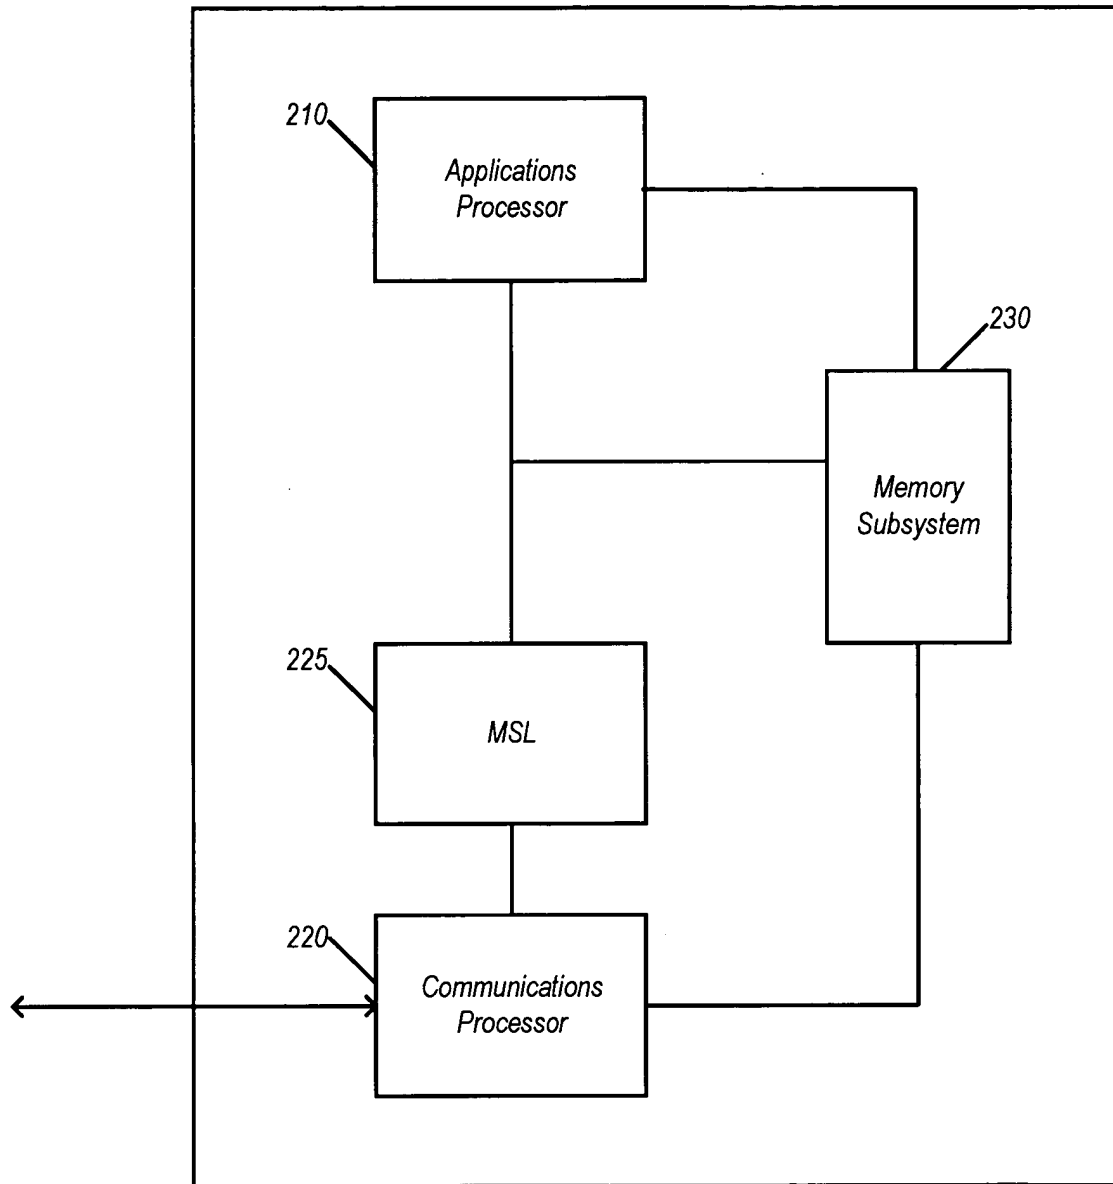 210
Applications
Processor
230
Memory
Subsystem
225
MSL
220
Communications
Processor